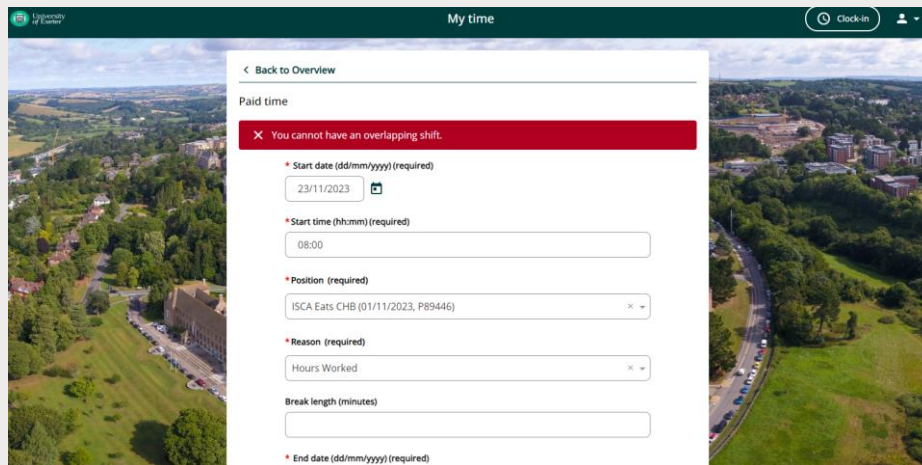 University
of Exeter
My time
Clock-in
Back to Overview
Paid time
You cannot have an overlapping shift.
* Start date (dd/mm/yyyy) (required)
23/11/2023
*Start time (hh:mm) (required)
08:00
*Position (required)
ISCA Eats CHB (01/11/2023, P89446)
*Reason (required)
Hours Worked
Break length (minutes)
* End date (dd/mm/yyyy) (required)